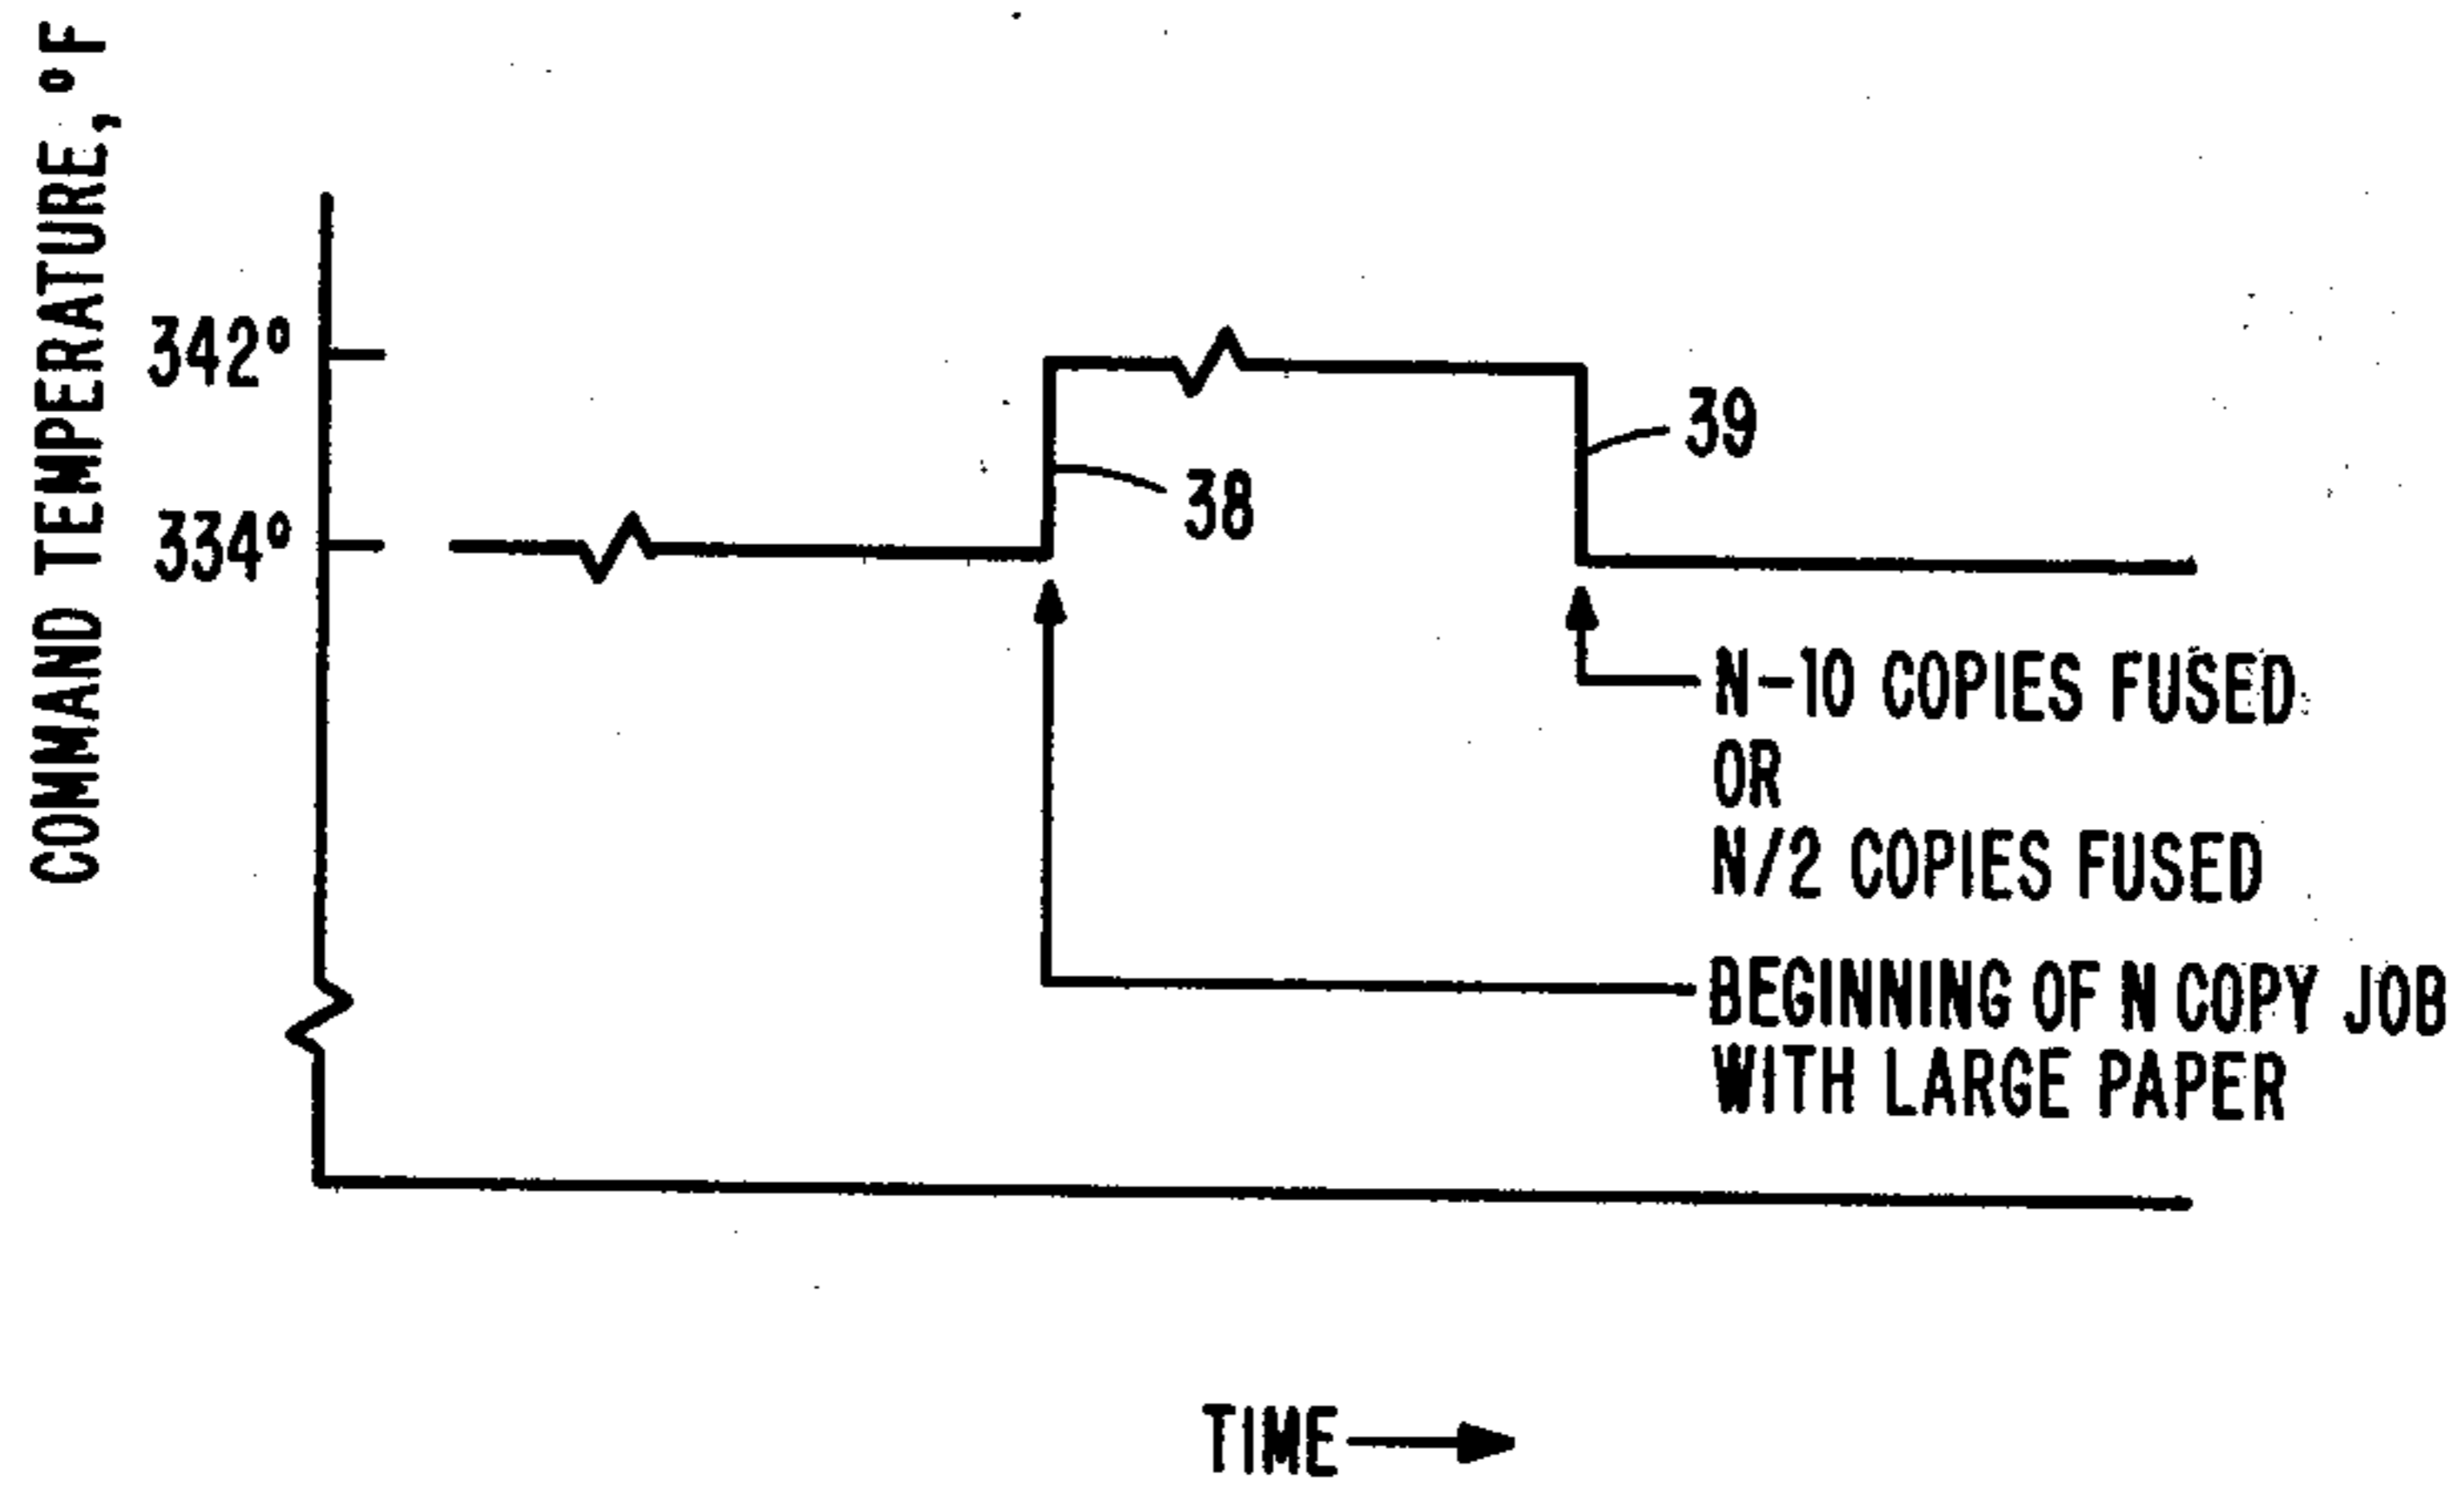 COMMAND TEMPERATURE, °F
342°
334°
38
39
N-10 COPIES FUSED
OR
N/2 COPIES FUSED
BEGINNING OF N COPY JOB
WITH LARGE PAPER
TIME